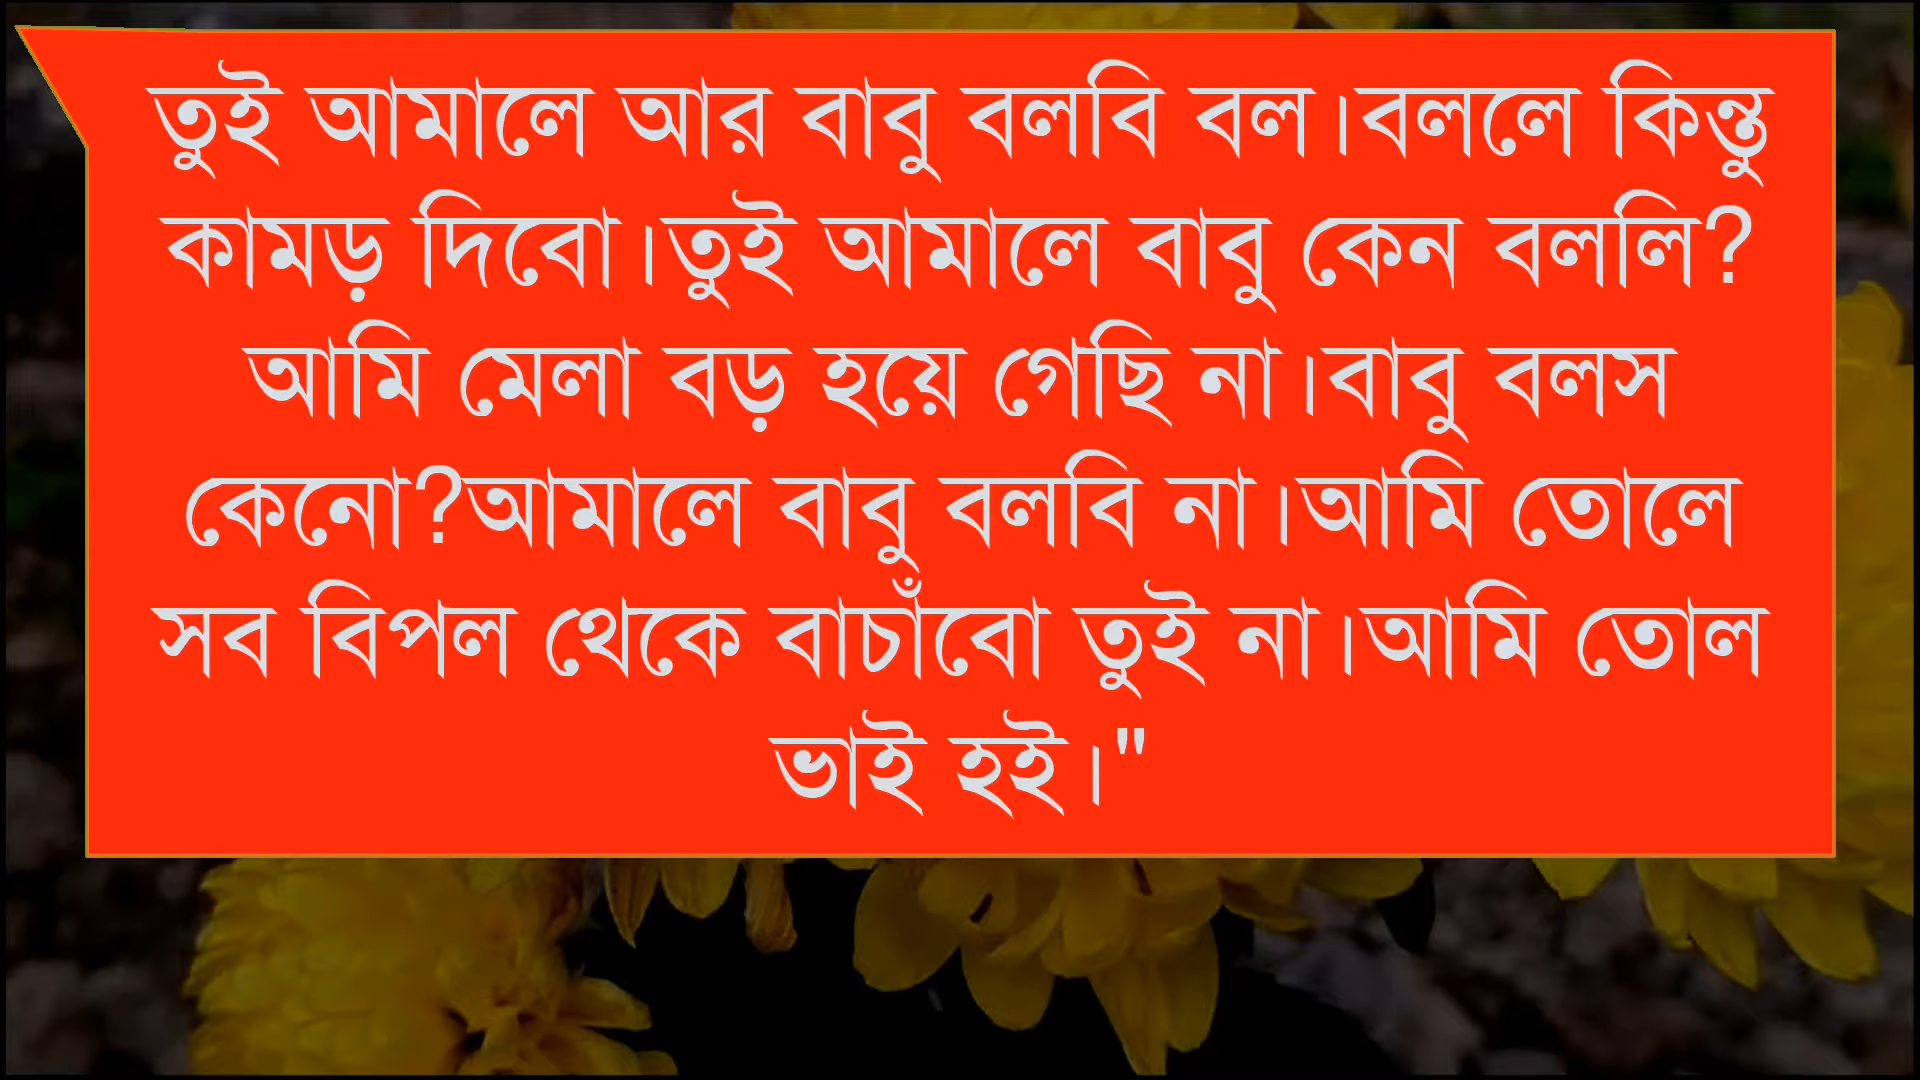 তুই আমালে আর বাবু বলবি বল।বললে কিন্তু
কামড় দিবো।তুই আমালে বাবু কেন বললি?
আমি মেলা বড় হয়ে গেছি না।বাবু বলস
কেনো?আমালে বাবু বলবি না।আমি তোলে
সব বিপল থেকে বাচাঁবো তুই না।আমি তোল
ভাই হই।"